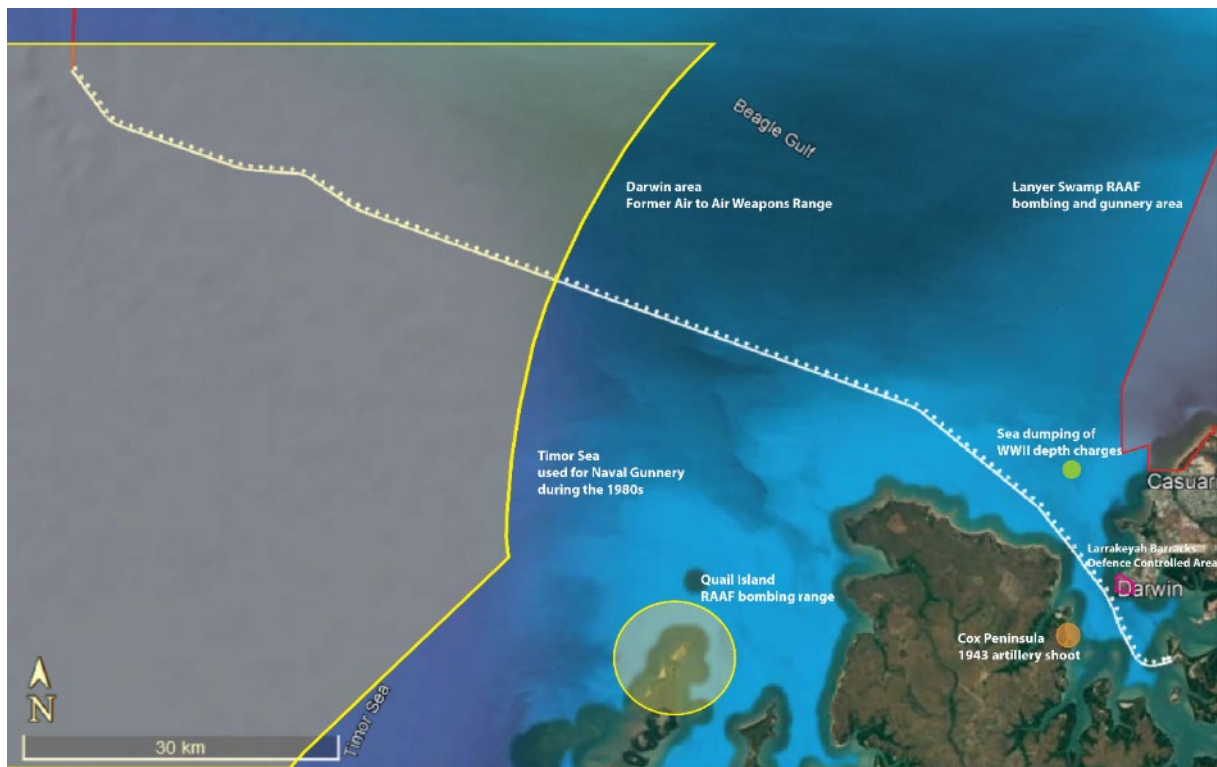 Beagle Gulf
Darwin area
Former Air to Air Weapons Range
Lanyer Swamp RAAF
bombing and gunnery area
Sea dumping of
WWII depth charges
Timor Sea
used for Naval Gunnery
during the 1980s
Casuar
Larrakeyah Barracks
Defence Controlled Area
Darwin
Quail Island
RAAF bombing range
Cox Peninsula
1943 artillery shoot
N
30 km
Timor Sea